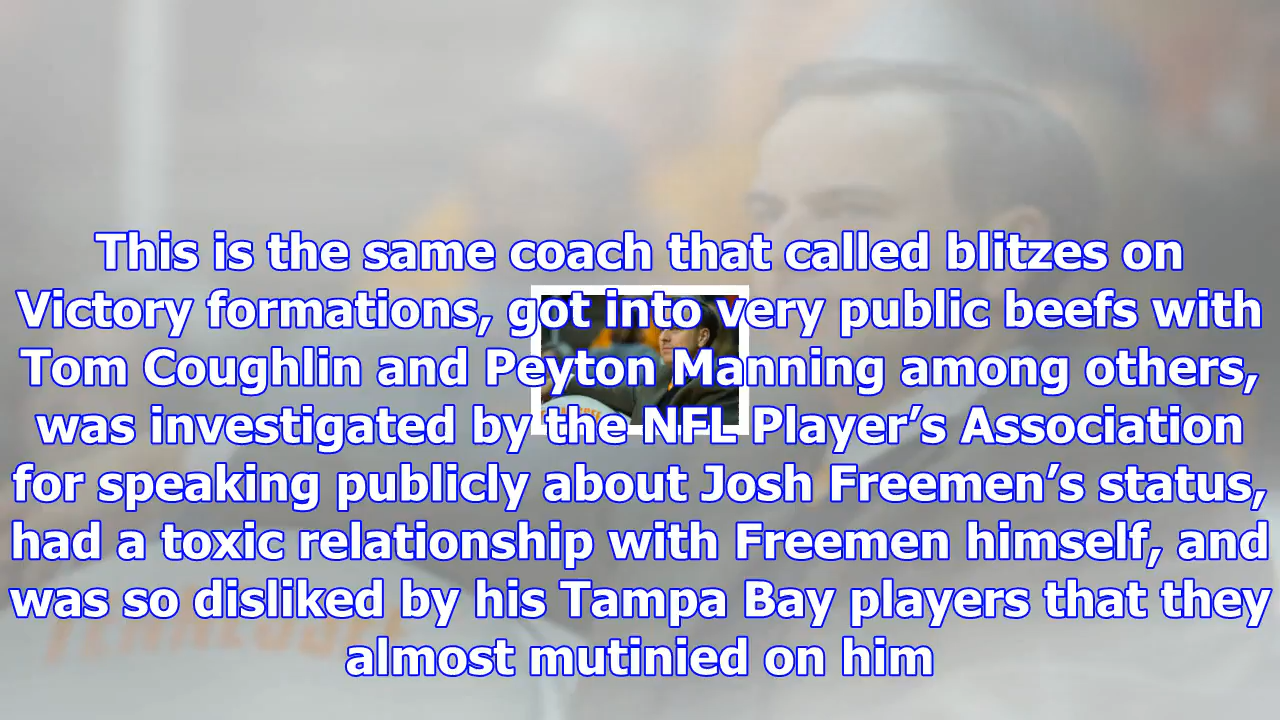 This is the same coach that called blitzes on
Victory formations, got into very public beefs with
Tom Coughlin and Peyton Manning among others,
was investigated by the NFL Player’s Association
for speaking publicly about Josh Freemen’s status,
had a toxic relationship with Freemen himself, and
was so disliked by his Tampa Bay players that they
almost mutinied on him
TENNESSEE